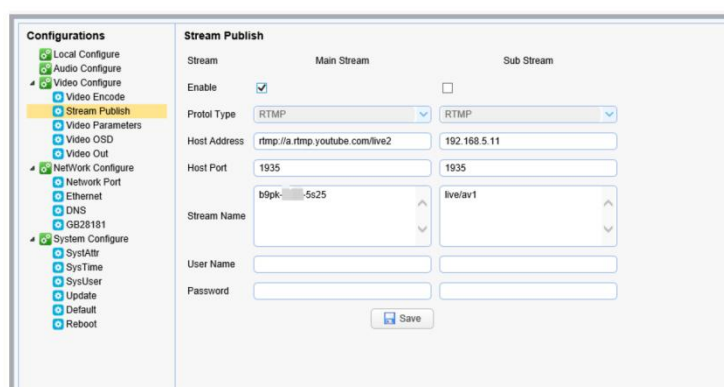 Configurations
Local Configure
Audio Configure
Video Configure
Video Encode
Stream Publish
Video Parameters
Video OSD
Video Out
NetWork Configure
Network Port
Ethernet
DNS
GB28181
System Configure
SystAttr
SysTime
SysUser
Update
Default
Reboot
Stream Publish
Stream Main Stream Sub Stream
Enable
Protol Type RTMP RTMP
Host Address rtmp://a.rtmp.youtube.com/live2 192.168.5.11
Host Port 1935 1935
Stream Name b9pk- -5s25 live/av1
User Name
Password
Save